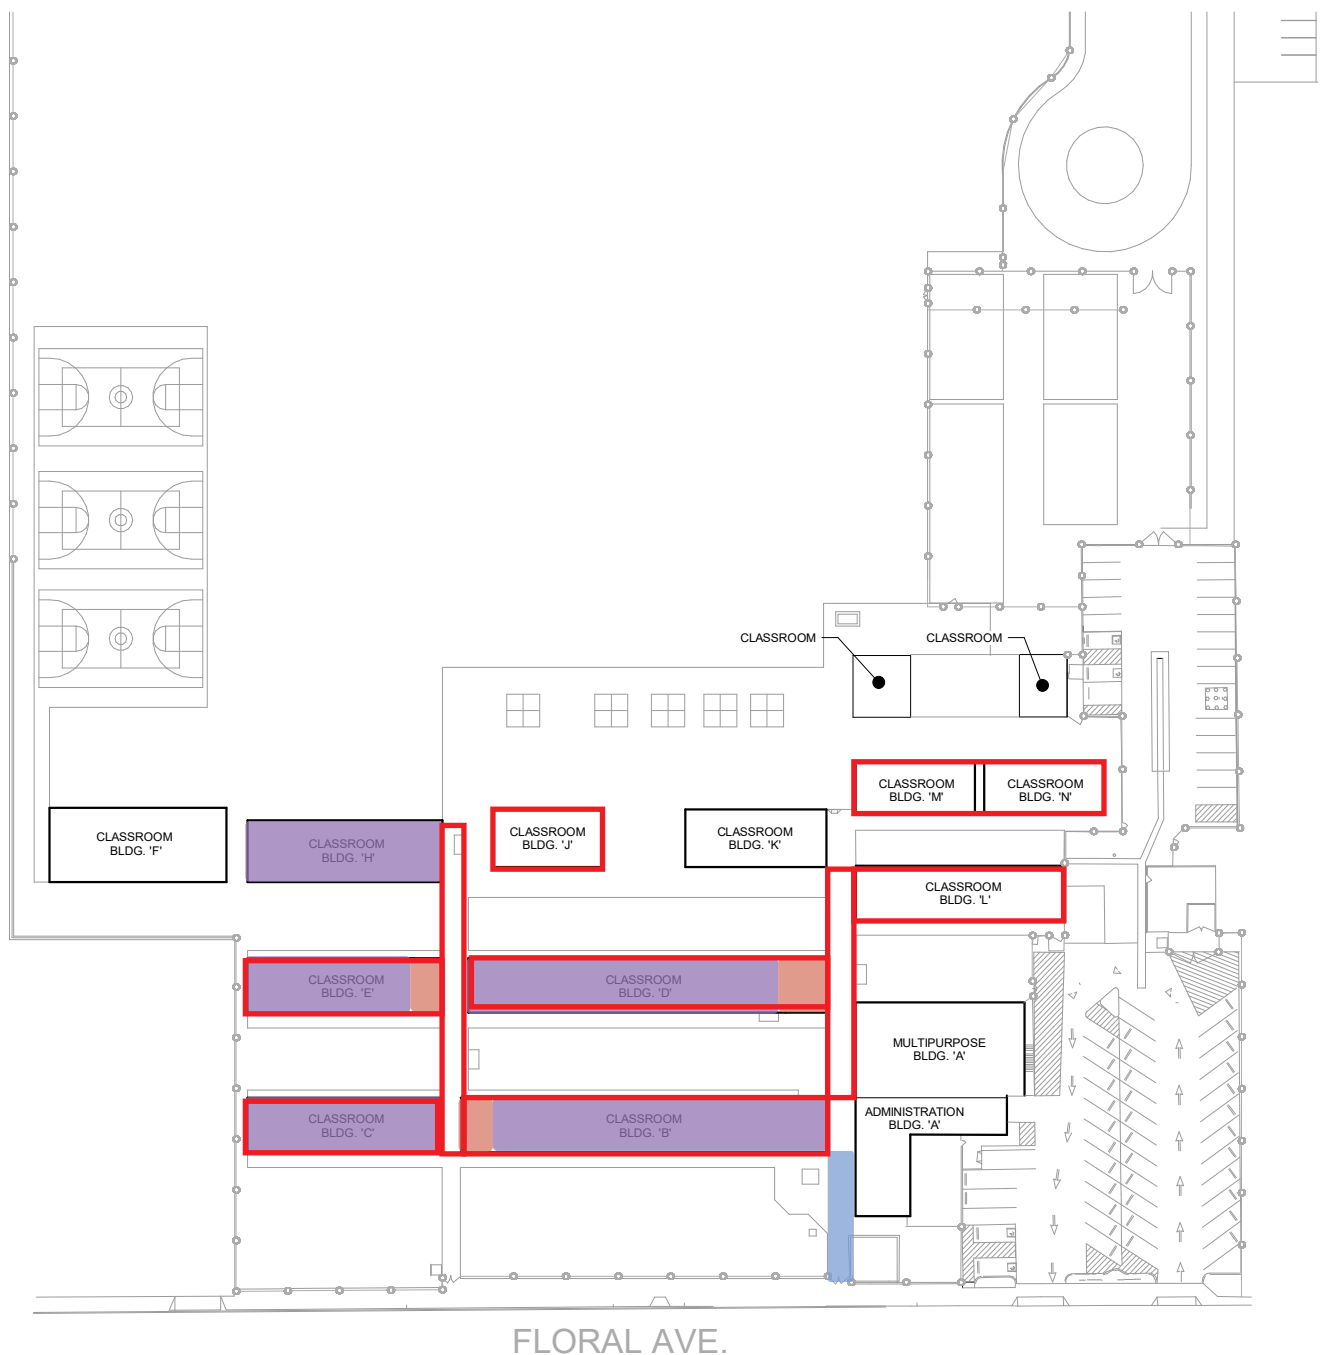 CLASSROOM
CLASSROOM
CLASSROOM
BLDG. 'M'
CLASSROOM
BLDG. 'N'
CLASSROOM
BLDG. 'F'
CLASSROOM
BLDG. 'H'
CLASSROOM
BLDG. 'J'
CLASSROOM
BLDG. 'K'
CLASSROOM
BLDG. 'L'
CLASSROOM
BLDG. 'E'
CLASSROOM
BLDG. 'D'
MULTIPURPOSE
BLDG. 'A'
CLASSROOM
BLDG. 'C'
CLASSROOM
BLDG. 'B'
ADMINISTRATION
BLDG. 'A'
FLORAL AVE.